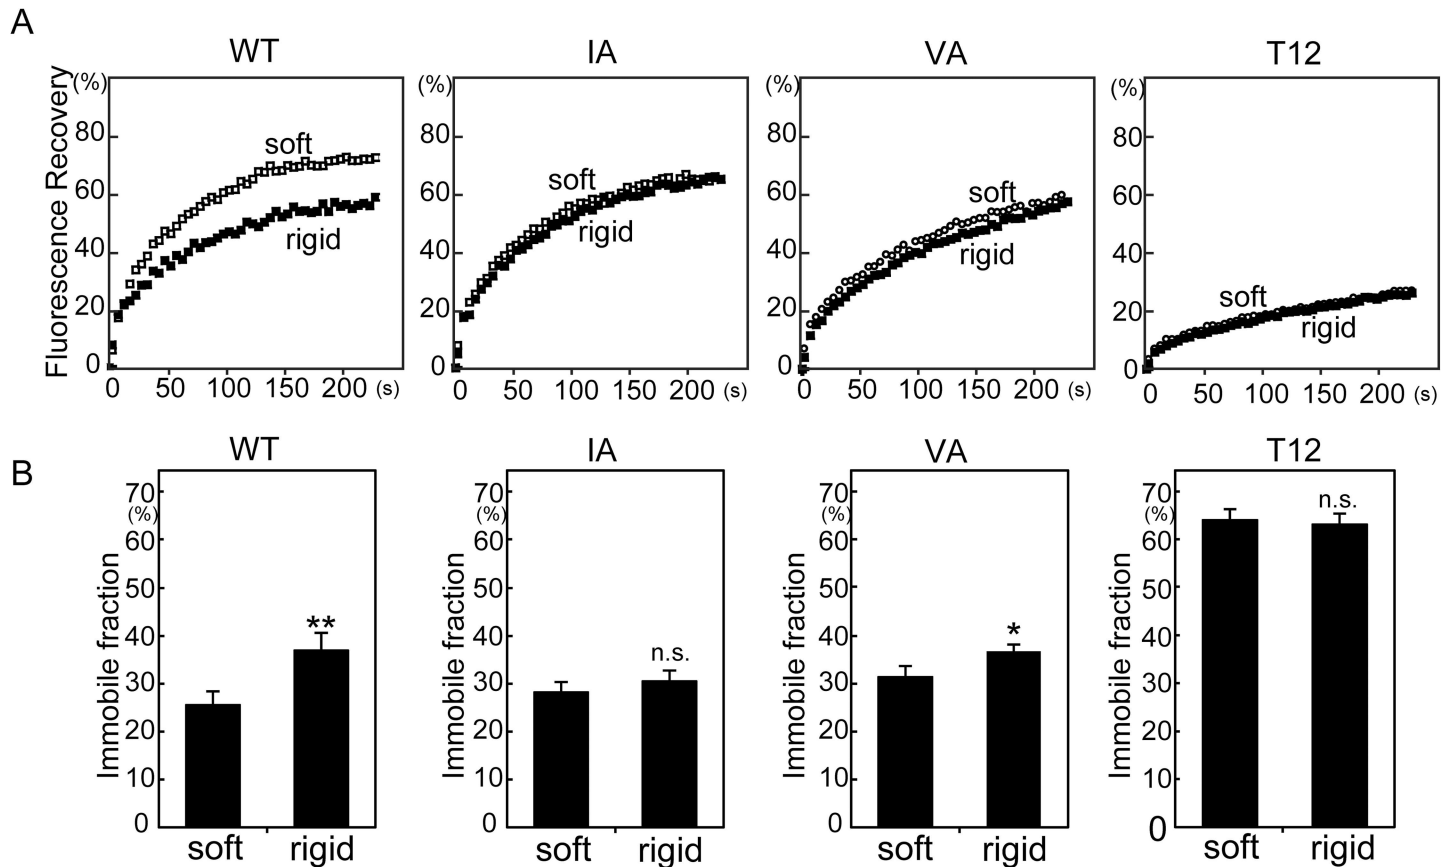 A
WT
IA
VA
T12
Fluorescence Recovery
(%)
80
60
40
20
0
soft
rigid
0 50 100 150 200 (s)
(%)
80
60
40
20
0
soft
rigid
0 50 100 150 200 (s)
(%)
80
60
40
20
0
soft
rigid
0 50 100 150 200 (s)
(%)
80
60
40
20
0
soft
rigid
0 50 100 150 200 (s)
B
WT
IA
VA
T12
Immobile fraction
70
(%)
60
50
40
30
20
10
0
**
soft rigid
Immobile fraction
70
(%)
60
50
40
30
20
10
0
n.s.
soft rigid
Immobile fraction
70
(%)
60
50
40
30
20
10
0
*
soft rigid
Immobile fraction
70
(%)
60
50
40
30
20
10
0
n.s.
soft rigid